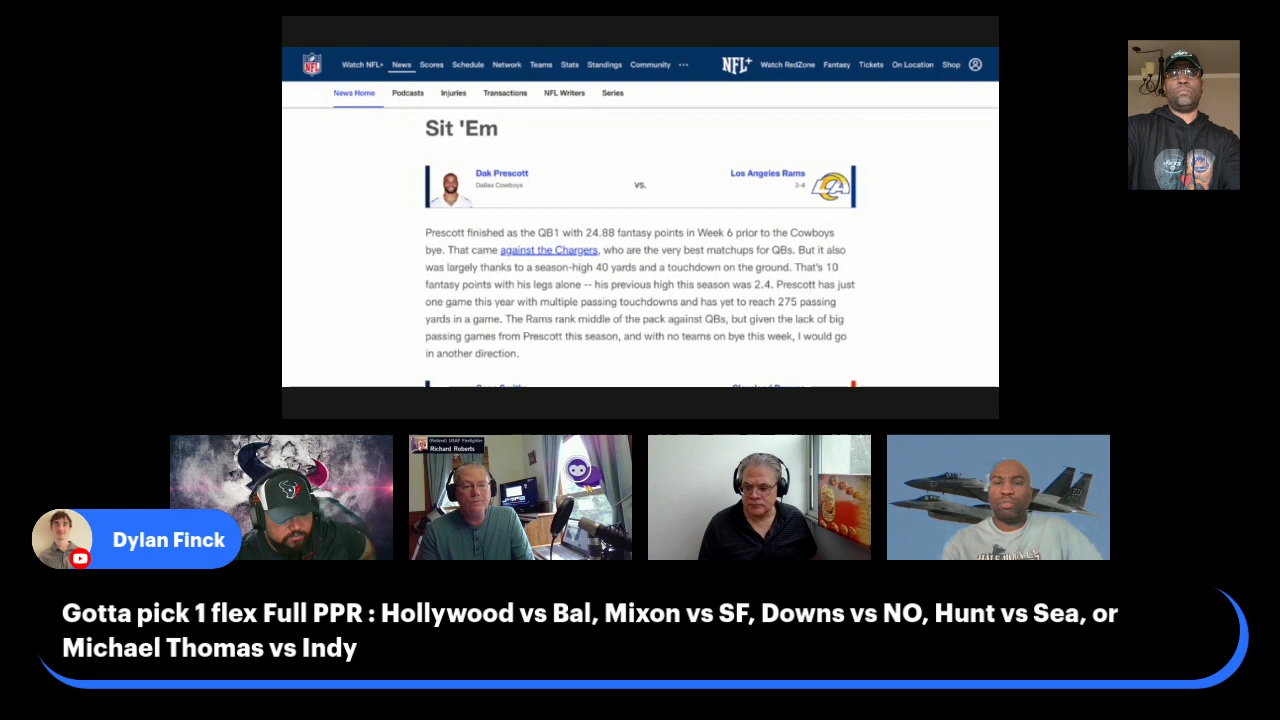 NFL
Watch NFL+ News Scores Schedule Network Teams Stats Standings Community ...
NFL+ Watch RedZone Fantasy Tickets On Location Shop
News Home Podcasts Injuries Transactions NFL Writers Series
Sit 'Em
Dak Prescott
Dallas Cowboys
VS.
Los Angeles Rams
3-4
LA
Prescott finished as the QB1 with 24.88 fantasy points in Week 6 prior to the Cowboys
bye. That came against the Chargers, who are the very best matchups for QBs. But it also
was largely thanks to a season-high 40 yards and a touchdown on the ground. That's 10
fantasy points with his legs alone -- his previous high this season was 2.4. Prescott has just
one game this year with multiple passing touchdowns and has yet to reach 275 passing
yards in a game. The Rams rank middle of the pack against QBs, but given the lack of big
passing games from Prescott this season, and with no teams on bye this week, I would go
in another direction.
(Retired) USAF Firefighter
Richard Roberts
Dylan Finck
Gotta pick 1 flex Full PPR : Hollywood vs Bal, Mixon vs SF, Downs vs NO, Hunt vs Sea, or
Michael Thomas vs Indy